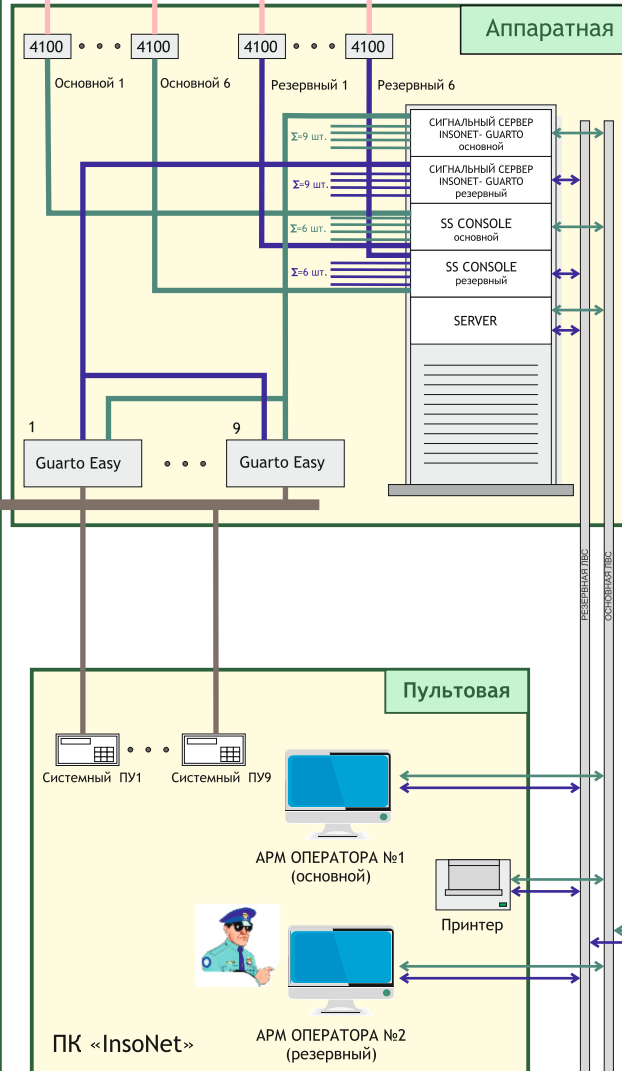 Аппаратная
4100
4100
4100
4100
Основной 1
Основной 6
Резервный 1
Резервный 6
СИГНАЛЬНЫЙ СЕРВЕР
INSONET- GUARTO
основной
Σ=9 шт.
СИГНАЛЬНЫЙ СЕРВЕР
INSONET- GUARTO
резервный
Σ=9 шт.
SS CONSOLE
основной
Σ=6 шт.
SS CONSOLE
резервный
Σ=6 шт.
SERVER
1
9
Guarto Easy
Guarto Easy
РЕЗЕРВНАЯ ЛВС
ОСНОВНАЯ ЛВС
Пультовая
Системный ПУ1
Системный ПУ9
АРМ ОПЕРАТОРА №1
(основной)
Принтер
АРМ ОПЕРАТОРА №2
(резервный)
ПК «InsoNet»